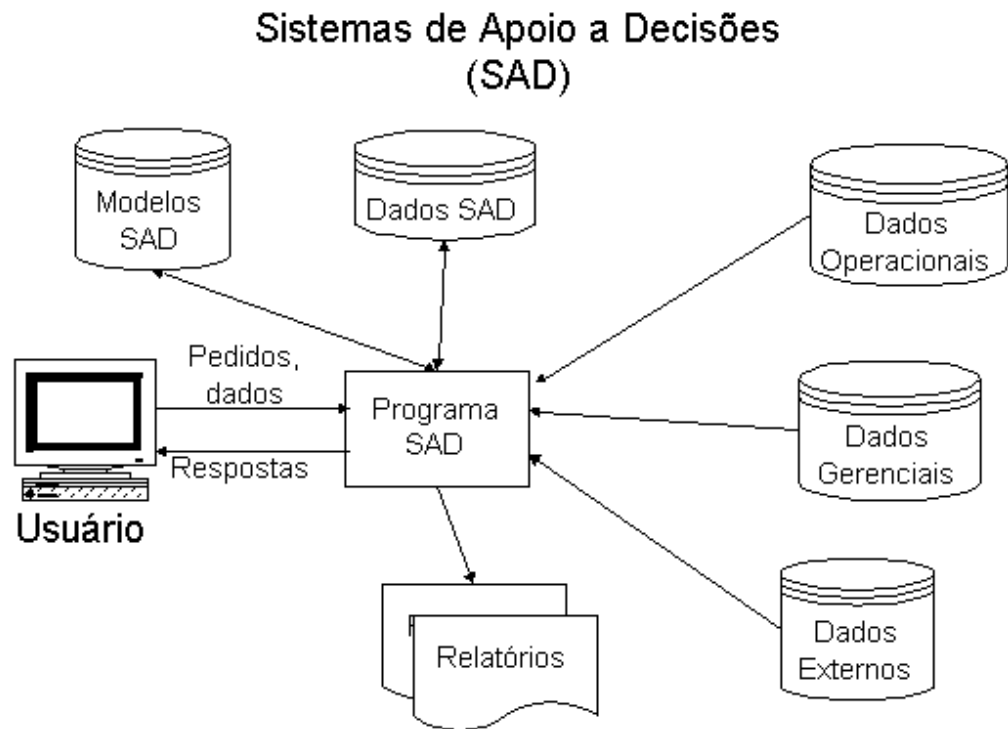 Sistemas de Apoio a Decisões
(SAD)
Modelos
SAD
Dados SAD
Dados
Operacionais
Pedidos,
dados
Programa
SAD
Respostas
Dados
Gerenciais
Usuário
Relatórios
Dados
Externos